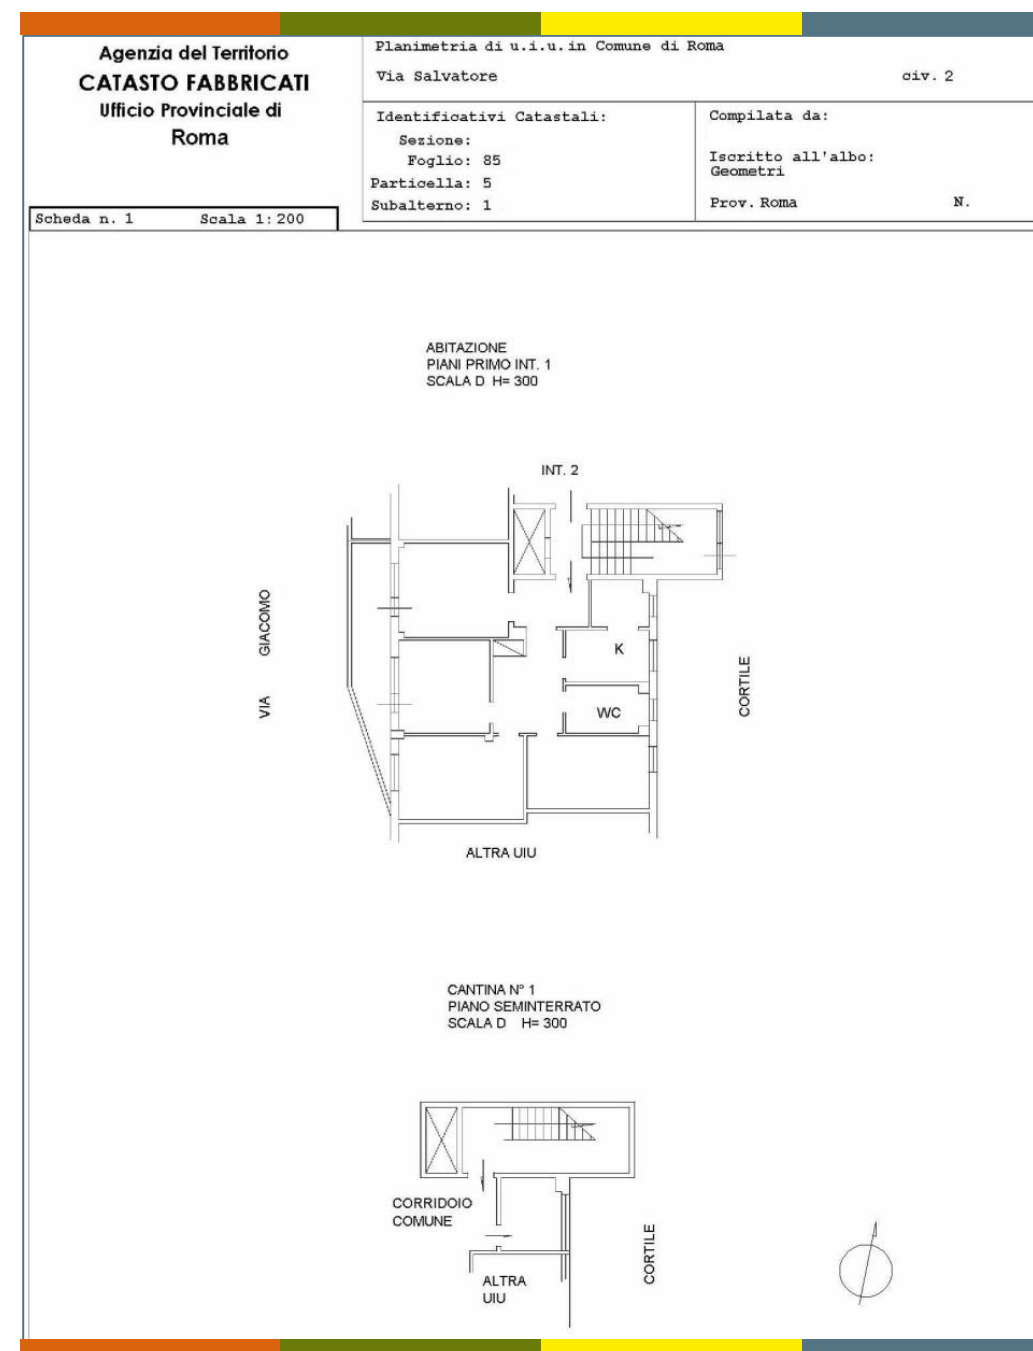 Agenzia del Territorio
CATASTO FABBRICATI
Ufficio Provinciale di
Roma
Scheda n. 1 Scala 1:200
Planimetria di u.i.u. in Comune di Roma
Via Salvatore civ. 2
Identificativi Catastali:
Sezione:
Foglio: 85
Particella: 5
Subalterno: 1
Compilata da:
Iscritto all'albo:
Geometri
Prov. Roma N.
ABITAZIONE
PIANI PRIMO INT. 1
SCALA D H= 300
INT. 2
VIA GIACOMO
K
WC
CORTILE
ALTRA UIU
CANTINA N° 1
PIANO SEMINTERRATO
SCALA D H= 300
CORRIDOIO
COMUNE
CORTILE
ALTRA
UIU